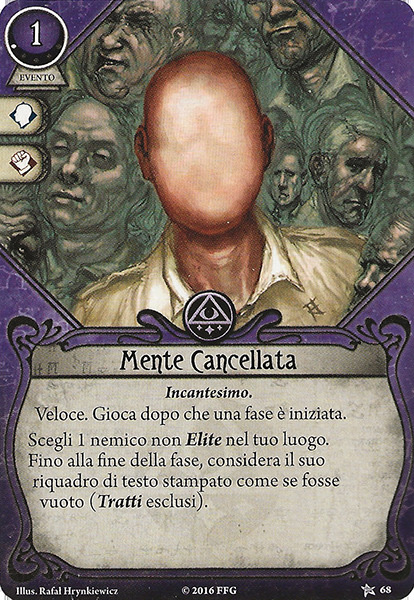 1
EVENTO
Mente Cancellata
Incantesimo.
Veloce. Gioca dopo che una fase è iniziata.
Scegli 1 nemico non Elite nel tuo luogo.
Fino alla fine della fase, considera il suo
riquadro di testo stampato come se fosse
vuoto (Tratti esclusi).
Illus. Rafał Hrynkiewicz
© 2016 FFG
68